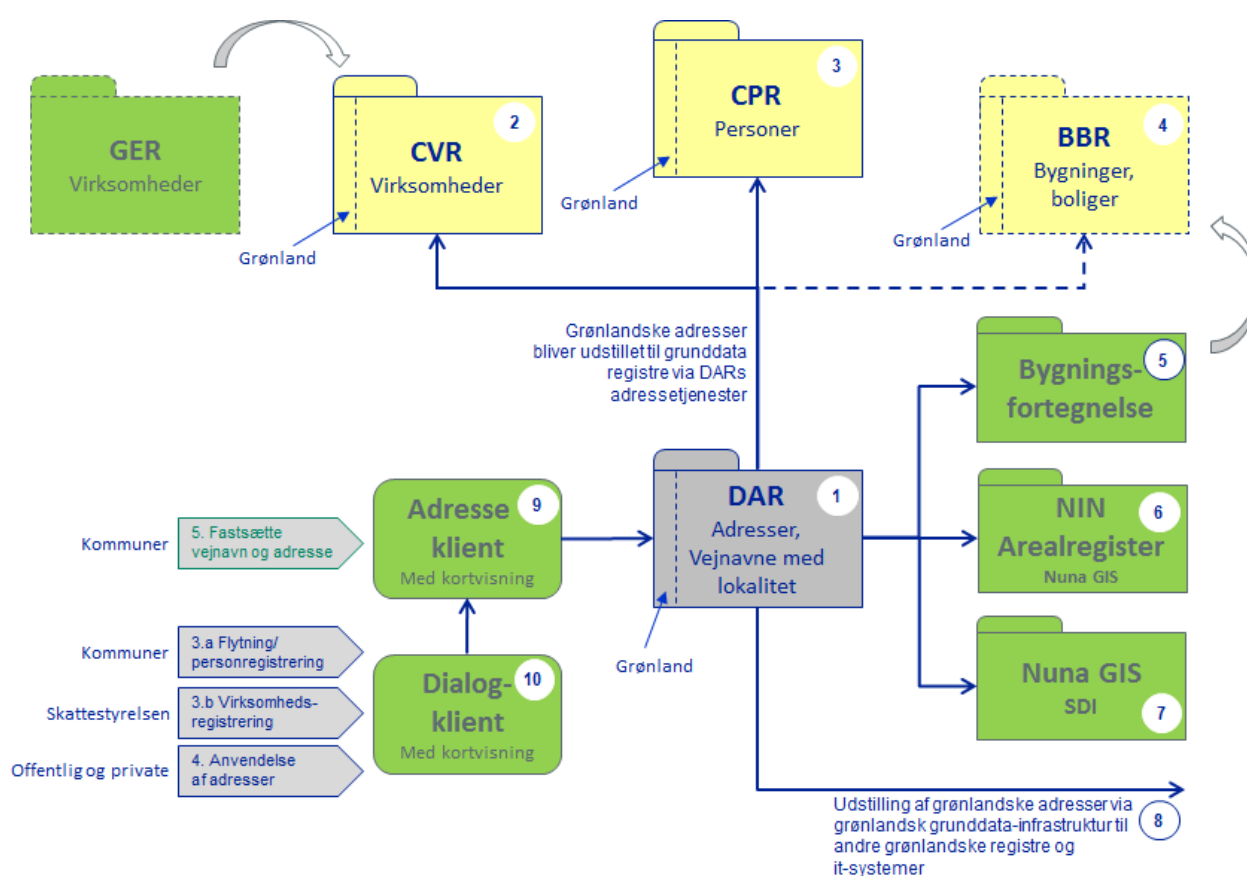 GER
Virksomheder
2
CVR
Virksomheder
Grønland
3
CPR
Personer
Grønland
4
BBR
Bygninger,
boliger
Grønland
Grønlandske adresser
bliver udstillet til grunddata
registre via DARs
adressetjenester
5
Bygnings-
fortegnelse
Kommuner
5. Fastsætte
vejnavn og adresse
Adresse
klient
Med kortvisning
9
DAR
Adresser,
Vejnavne med
lokalitet
1
Grønland
NIN
Arealregister
Nuna GIS
6
Kommuner
3.a Flytning/
personregistrering
Skattestyrelsen
3.b Virksomheds-
registrering
Offentlig og private
4. Anvendelse
af adresser
Dialog-
klient
Med kortvisning
10
Nuna GIS
SDI
7
Udstilling af grønlandske adresser via
grønlandsk grunddata-infrastruktur til
andre grønlandske registre og
it-systemer
8